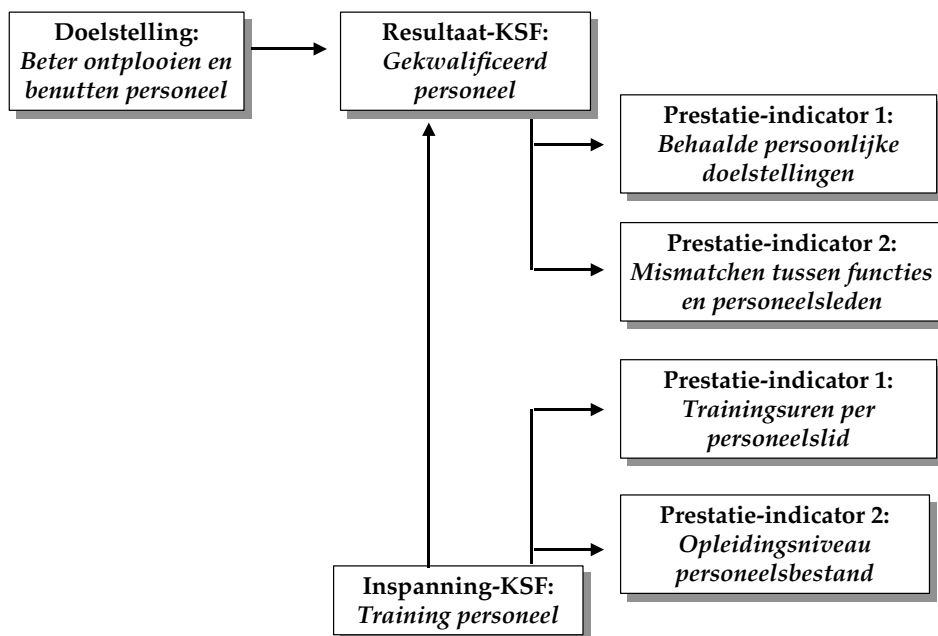 Doelstelling:
Beter ontplooien en
benutten personeel
Resultaat-KSF:
Gekwalificeerd
personeel
Prestatie-indicator 1:
Behaalde persoonlijke
doelstellingen
Prestatie-indicator 2:
Mismatchen tussen functies
en personeelsleden
Prestatie-indicator 1:
Trainingsuren per
personeelslid
Prestatie-indicator 2:
Opleidingsniveau
personeelsbestand
Inspanning-KSF:
Training personeel